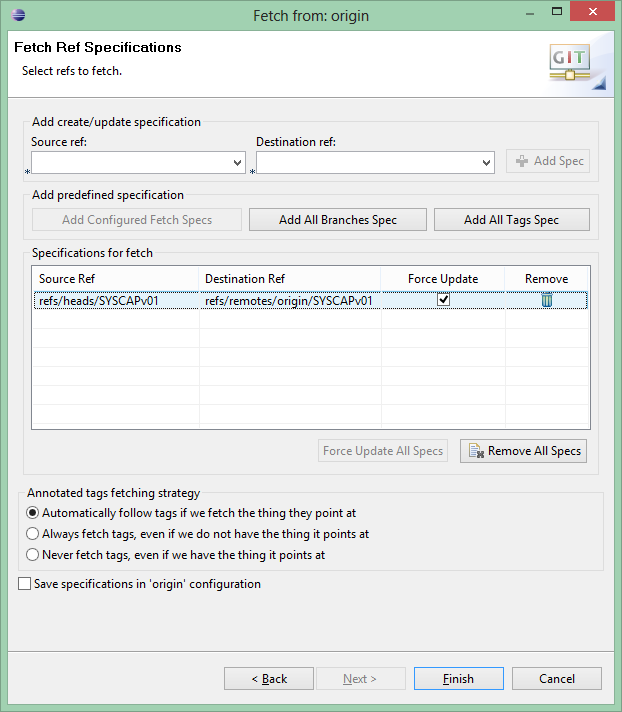 Fetch from: origin
Fetch Ref Specifications
Select refs to fetch.
GIT
Add create/update specification
Source ref: Destination ref:
* * Add Spec
Add predefined specification
Add Configured Fetch Specs Add All Branches Spec Add All Tags Spec
Specifications for fetch
Source Ref Destination Ref Force Update Remove
refs/heads/SYSCAPv01 refs/remotes/origin/SYSCAPv01
Force Update All Specs Remove All Specs
Annotated tags fetching strategy
Automatically follow tags if we fetch the thing they point at
Always fetch tags, even if we do not have the thing it points at
Never fetch tags, even if we have the thing it points at
Save specifications in 'origin' configuration
< Back Next > Finish Cancel